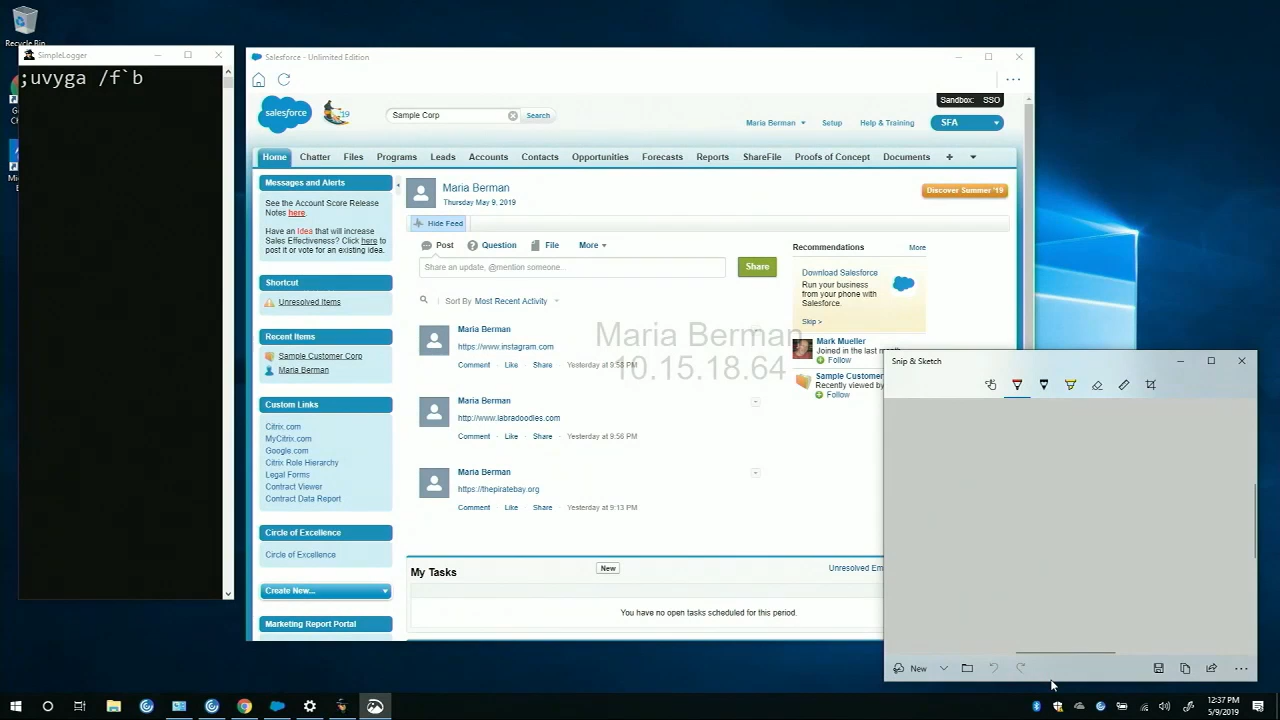 Recycle Bin
SimpleLogger
;uvyga /f`b
Salesforce - Unlimited Edition
Sandbox: SSO
salesforce
19
Sample Corp
Search
Maria Berman
Setup
Help & Training
SFA
Home
Chatter
Files
Programs
Leads
Accounts
Contacts
Opportunities
Forecasts
Reports
ShareFile
Proofs of Concept
Documents
Messages and Alerts
See the Account Score Release
Notes here.
Have an Idea that will increase
Sales Effectiveness? Click here to
post it or vote for an existing idea.
Shortcut
Unresolved Items
Recent Items
Sample Customer Corp
Maria Berman
Custom Links
Citrix.com
MyCitrix.com
Google.com
Citrix Role Hierarchy
Legal Forms
Contract Viewer
Contract Data Report
Circle of Excellence
Circle of Excellence
Create New...
Marketing Report Portal
Maria Berman
Thursday May 9, 2019
Discover Summer '19
Hide Feed
Post
Question
File
More
Share an update, @mention someone...
Share
Sort By Most Recent Activity
Maria Berman
https://www.instagram.com
Comment · Like · Share · Yesterday at 9:58 PM
Maria Berman
http://www.labradoodles.com
Comment · Like · Share · Yesterday at 9:56 PM
Maria Berman
https://thepiratebay.org
Comment · Like · Share · Yesterday at 9:13 PM
Maria Berman
10.15.18.64
Recommendations
More
Download Salesforce
Run your business
from your phone with
Salesforce.
Skip >
Mark Mueller
Joined in the last month
Follow
Sample Customer
Recently viewed by
Follow
My Tasks
New
Unresolved Em
You have no open tasks scheduled for this period.
Snip & Sketch
New
12:37 PM
5/9/2019